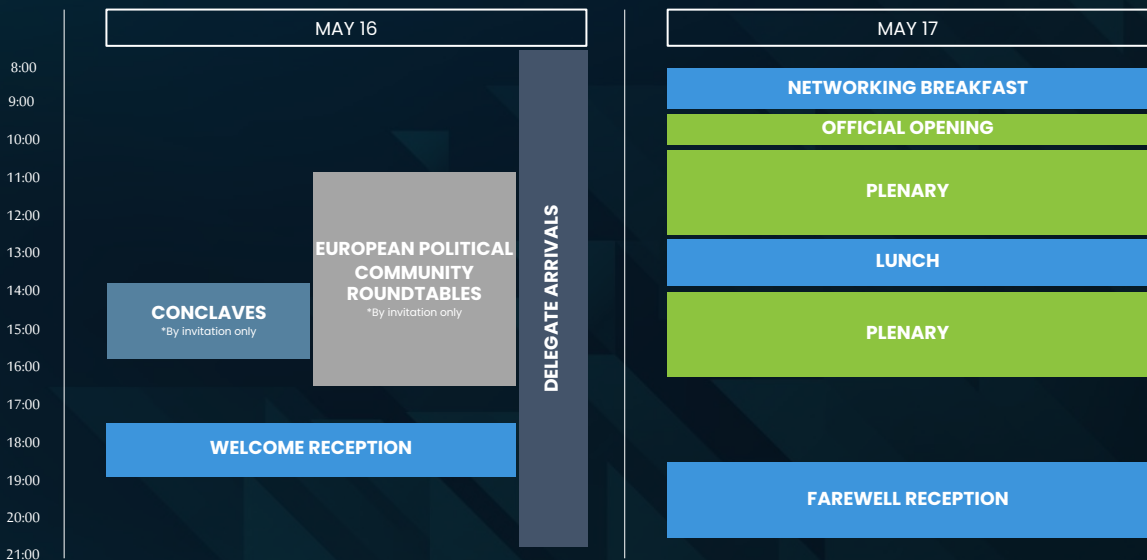 MAY 16
MAY 17
8:00
9:00
10:00
11:00
12:00
13:00
14:00
15:00
16:00
17:00
18:00
19:00
20:00
21:00
CONCLAVES
*By invitation only
EUROPEAN POLITICAL
COMMUNITY
ROUNDTABLES
*By invitation only
DELEGATE ARRIVALS
WELCOME RECEPTION
NETWORKING BREAKFAST
OFFICIAL OPENING
PLENARY
LUNCH
PLENARY
FAREWELL RECEPTION